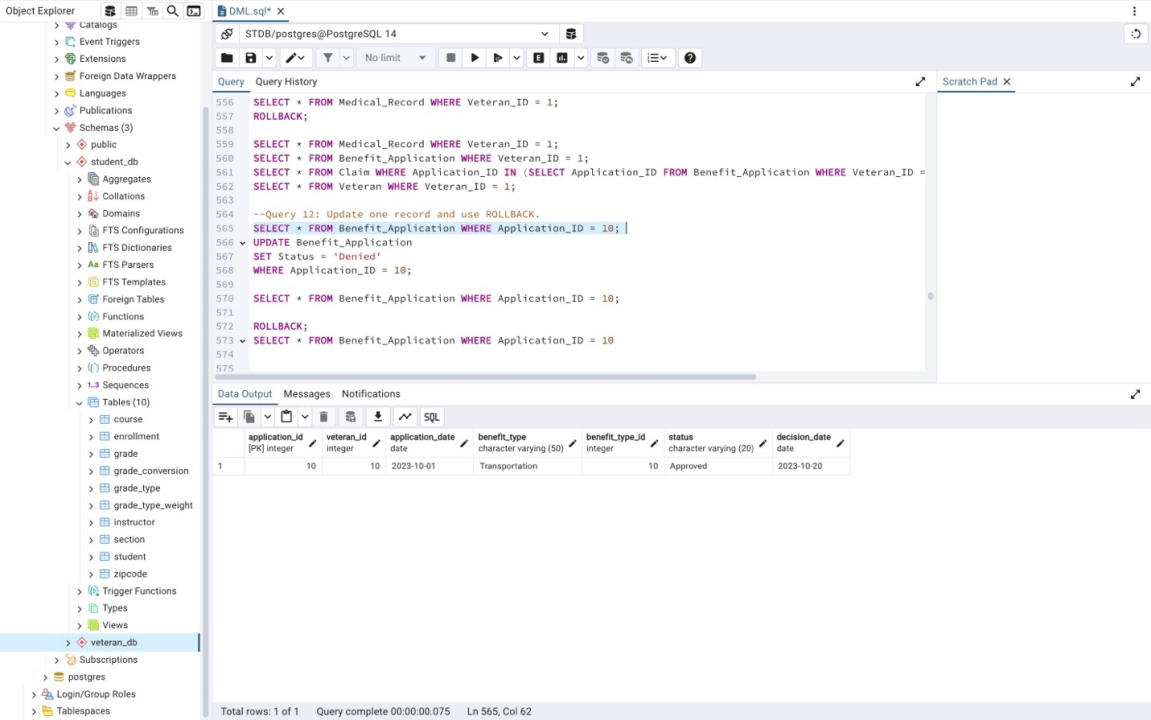 Object Explorer
DML.sql*
STDB/postgres@PostgreSQL 14
No limit
E
Query
Query History
Scratch Pad
Catalogs
Event Triggers
Extensions
Foreign Data Wrappers
Languages
Publications
Schemas (3)
public
student_db
Aggregates
Collations
Domains
FTS Configurations
FTS Dictionaries
Aa FTS Parsers
FTS Templates
Foreign Tables
Functions
Materialized Views
Operators
Procedures
1..3 Sequences
Tables (10)
course
enrollment
grade
grade_conversion
grade_type
grade_type_weight
instructor
section
student
zipcode
Trigger Functions
Types
Views
veteran_db
Subscriptions
postgres
Login/Group Roles
Tablespaces
556 SELECT * FROM Medical_Record WHERE Veteran_ID = 1;
557 ROLLBACK;
558
559 SELECT * FROM Medical_Record WHERE Veteran_ID = 1;
560 SELECT * FROM Benefit_Application WHERE Veteran_ID = 1;
561 SELECT * FROM Claim WHERE Application_ID IN (SELECT Application_ID FROM Benefit_Application WHERE Veteran_ID =
562 SELECT * FROM Veteran WHERE Veteran_ID = 1;
563
564 --Query 12: Update one record and use ROLLBACK.
565 SELECT * FROM Benefit_Application WHERE Application_ID = 10;
566 UPDATE Benefit_Application
567 SET Status = 'Denied'
568 WHERE Application_ID = 10;
569
570 SELECT * FROM Benefit_Application WHERE Application_ID = 10;
571
572 ROLLBACK;
573 SELECT * FROM Benefit_Application WHERE Application_ID = 10
574
575
Data Output Messages Notifications
SQL
application_id veteran_id application_date benefit_type benefit_type_id status decision_date
[PK] integer integer date character varying (50) integer character varying (20) date
1 10 10 2023-10-01 Transportation 10 Approved 2023-10-20
Total rows: 1 of 1 Query complete 00:00:00.075 Ln 565, Col 62